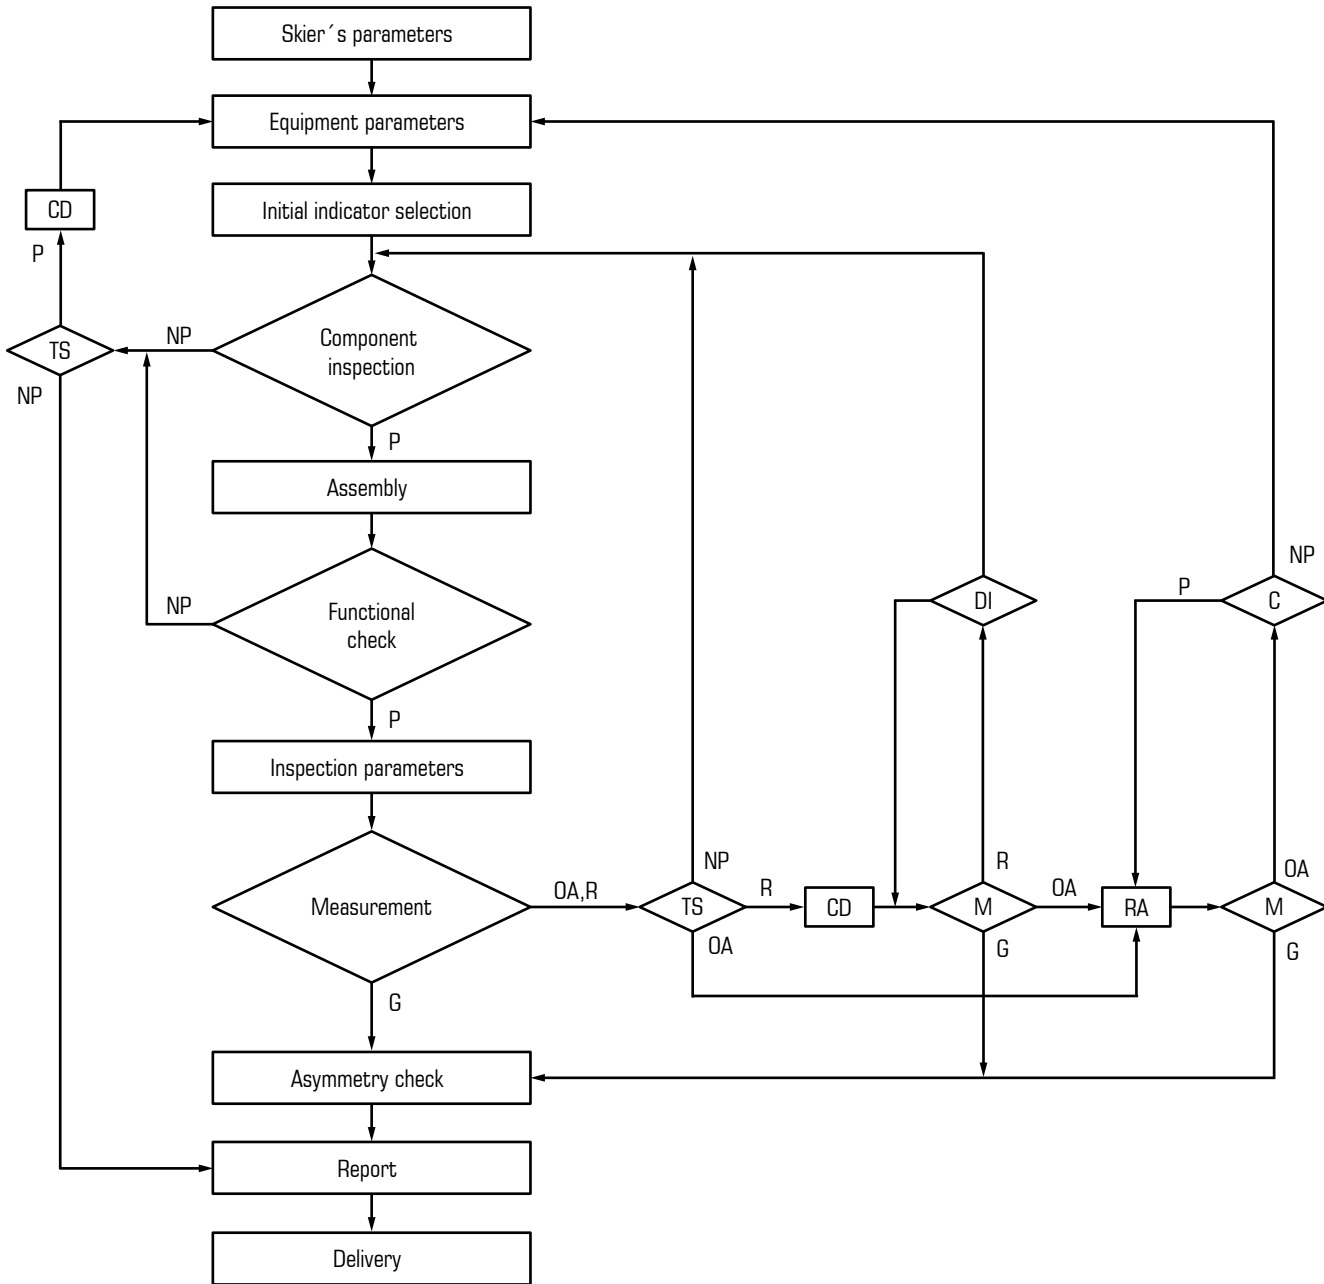 Skier´s parameters
Equipment parameters
CD
Initial indicator selection
P
TS
NP
NP
Component
inspection
P
Assembly
NP
Functional
check
DI
P
C
NP
P
Inspection parameters
Measurement
OA,R
TS
NP
R
OA
CD
M
R
OA
G
RA
M
OA
G
G
Asymmetry check
Report
Delivery